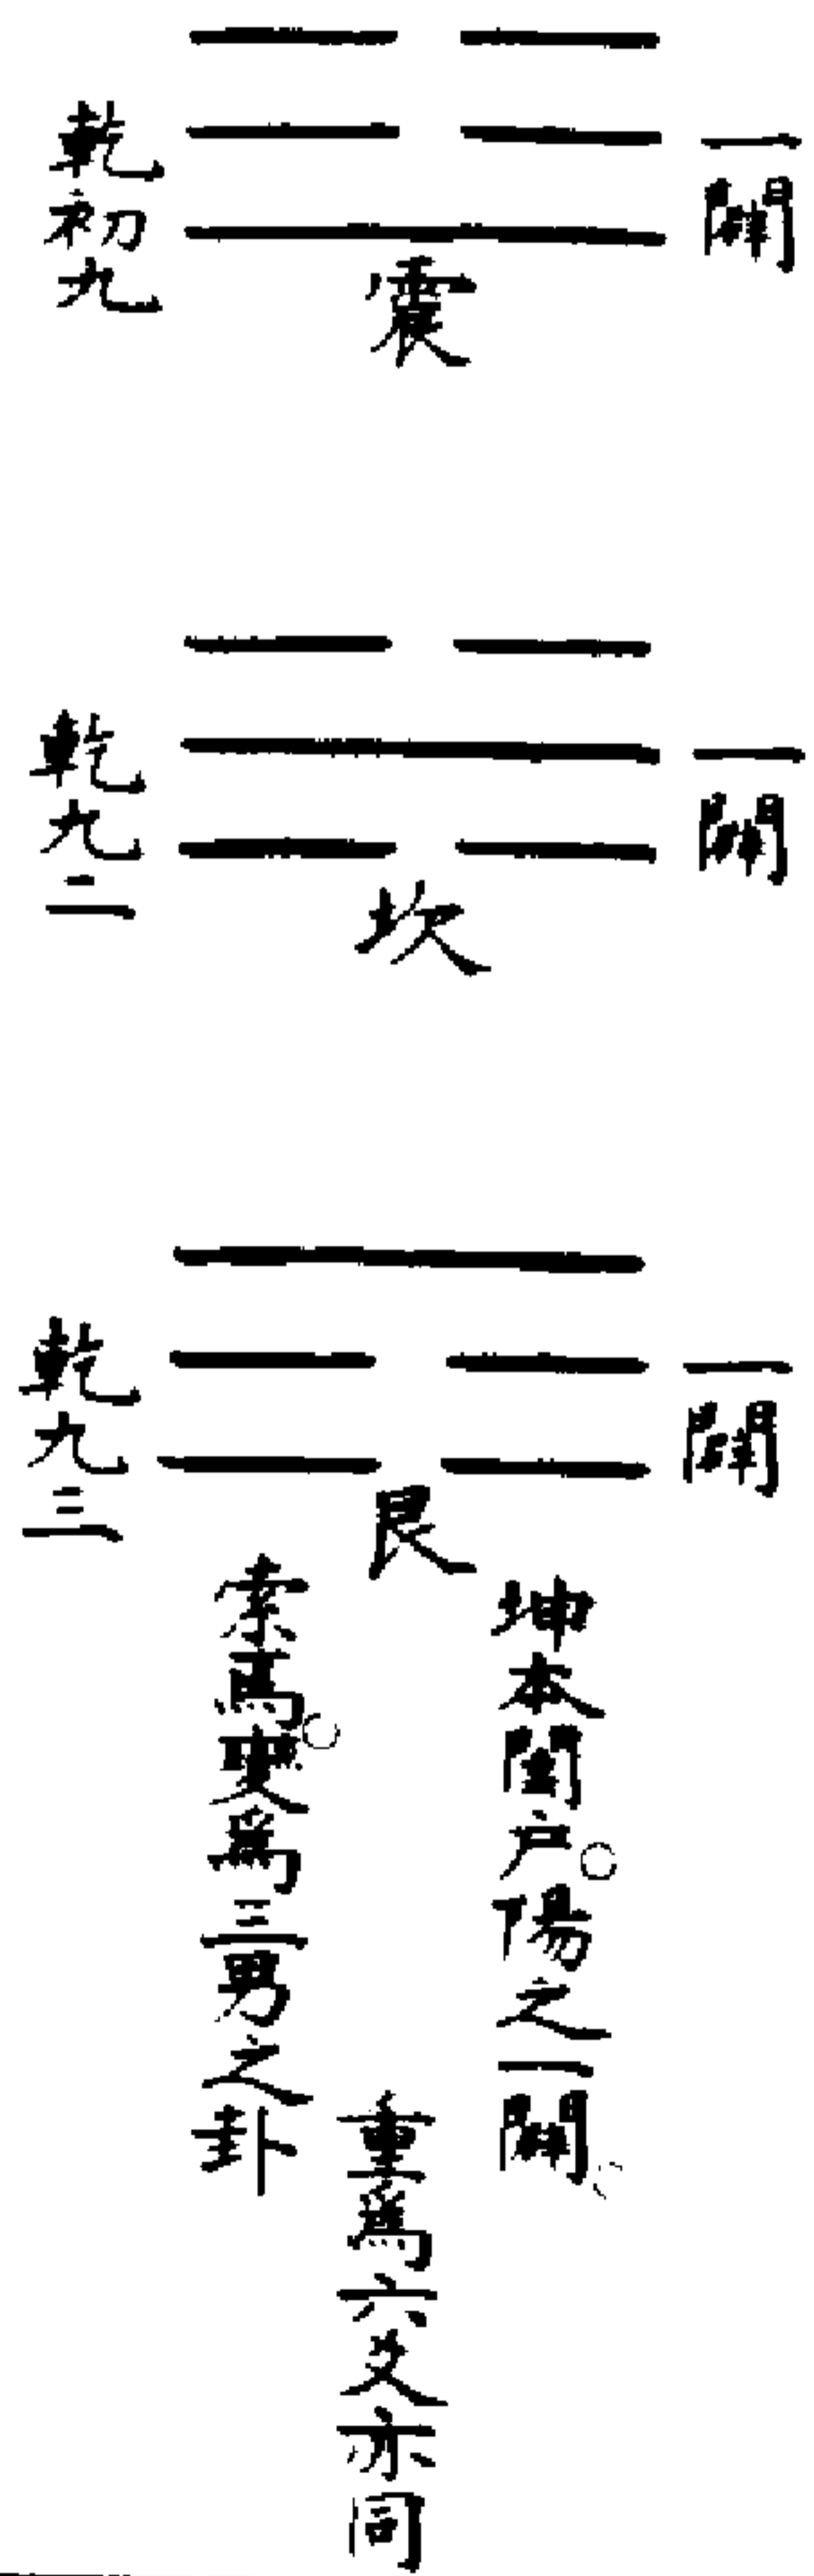 一闢
震
乾初九
一闢
坎
乾九二
一闢
艮
乾九三
坤本闔户陽之一闢
索焉變爲三男之卦
重爲六爻亦同